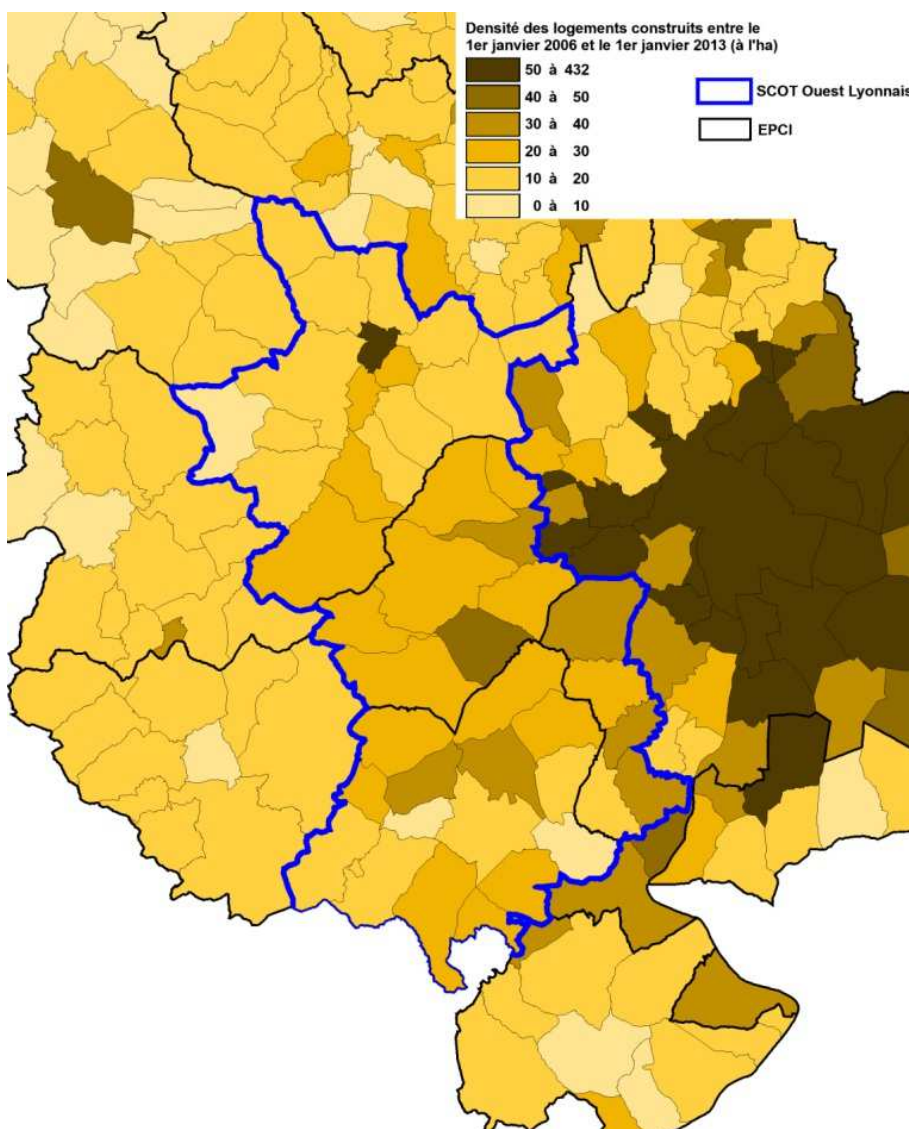 Densité des logements construits entre le
1er janvier 2006 et le 1er janvier 2013 (à l'ha)
50 à 432
40 à 50
30 à 40
20 à 30
10 à 20
0 à 10
SCOT Ouest Lyonnais
EPCI